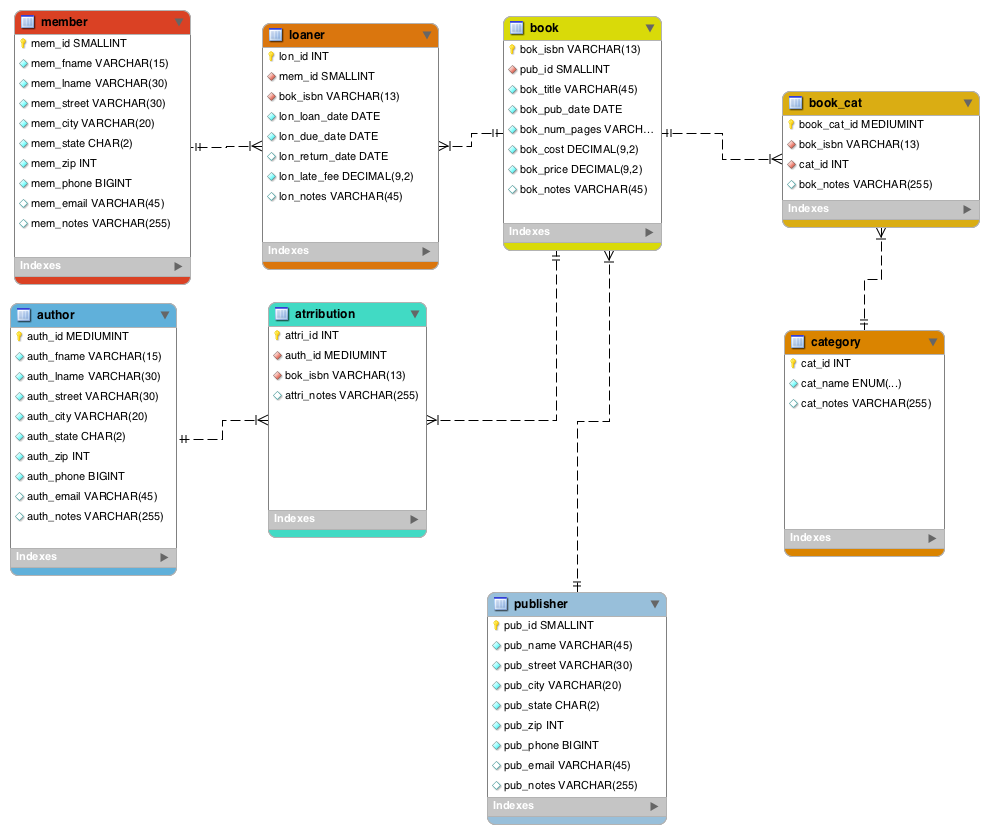 member
mem_id SMALLINT
mem_fname VARCHAR(15)
mem_lname VARCHAR(30)
mem_street VARCHAR(30)
mem_city VARCHAR(20)
mem_state CHAR(2)
mem_zip INT
mem_phone BIGINT
mem_email VARCHAR(45)
mem_notes VARCHAR(255)
Indexes
loaner
lon_id INT
mem_id SMALLINT
bok_isbn VARCHAR(13)
lon_loan_date DATE
lon_due_date DATE
lon_return_date DATE
lon_late_fee DECIMAL(9,2)
lon_notes VARCHAR(45)
Indexes
book
bok_isbn VARCHAR(13)
pub_id SMALLINT
bok_title VARCHAR(45)
bok_pub_date DATE
bok_num_pages VARCH...
bok_cost DECIMAL(9,2)
bok_price DECIMAL(9,2)
bok_notes VARCHAR(45)
Indexes
book_cat
book_cat_id MEDIUMINT
bok_isbn VARCHAR(13)
cat_id INT
bok_notes VARCHAR(255)
Indexes
author
auth_id MEDIUMINT
auth_fname VARCHAR(15)
auth_lname VARCHAR(30)
auth_street VARCHAR(30)
auth_city VARCHAR(20)
auth_state CHAR(2)
auth_zip INT
auth_phone BIGINT
auth_email VARCHAR(45)
auth_notes VARCHAR(255)
Indexes
atrribution
attri_id INT
auth_id MEDIUMINT
bok_isbn VARCHAR(13)
attri_notes VARCHAR(255)
Indexes
category
cat_id INT
cat_name ENUM(...)
cat_notes VARCHAR(255)
Indexes
publisher
pub_id SMALLINT
pub_name VARCHAR(45)
pub_street VARCHAR(30)
pub_city VARCHAR(20)
pub_state CHAR(2)
pub_zip INT
pub_phone BIGINT
pub_email VARCHAR(45)
pub_notes VARCHAR(255)
Indexes